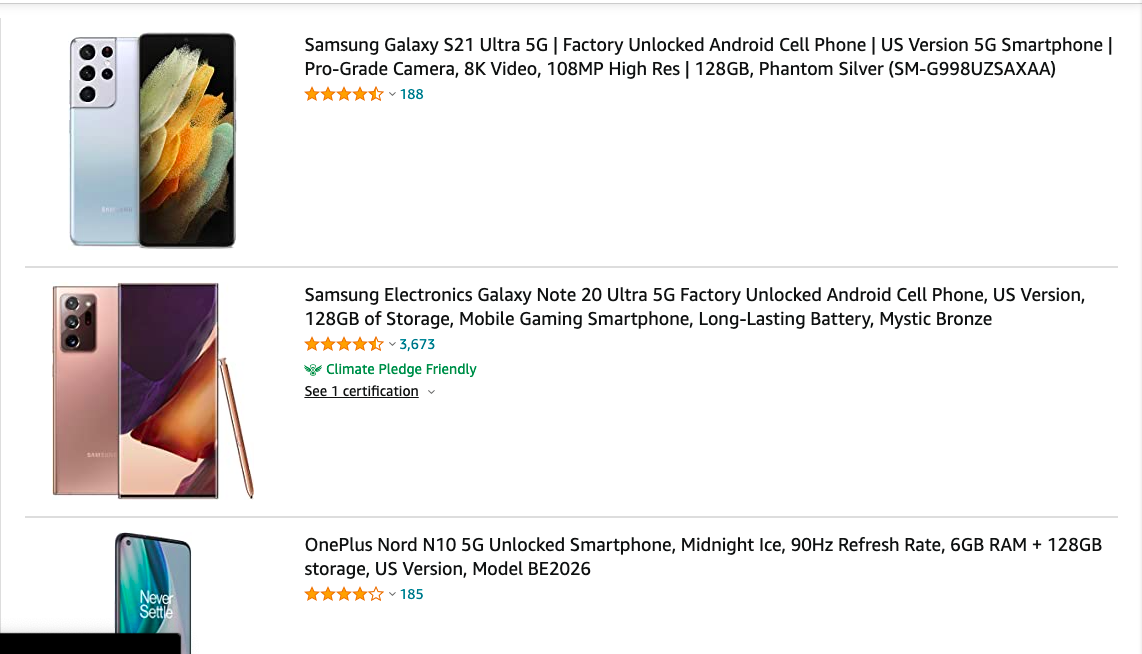 Samsung Galaxy S21 Ultra 5G | Factory Unlocked Android Cell Phone | US Version 5G Smartphone |
Pro-Grade Camera, 8K Video, 108MP High Res | 128GB, Phantom Silver (SM-G998UZSAXAA)
188
SAMSUNG
Samsung Electronics Galaxy Note 20 Ultra 5G Factory Unlocked Android Cell Phone, US Version,
128GB of Storage, Mobile Gaming Smartphone, Long-Lasting Battery, Mystic Bronze
3,673
Climate Pledge Friendly
See 1 certification
SAMSUNG
OnePlus Nord N10 5G Unlocked Smartphone, Midnight Ice, 90Hz Refresh Rate, 6GB RAM + 128GB
storage, US Version, Model BE2026
185
Never
Settle